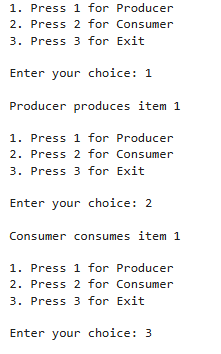 1. Press 1 for Producer
2. Press 2 for Consumer
3. Press 3 for Exit
Enter your choice: 1
Producer produces item 1
1. Press 1 for Producer
2. Press 2 for Consumer
3. Press 3 for Exit
Enter your choice: 2
Consumer consumes item 1
1. Press 1 for Producer
2. Press 2 for Consumer
3. Press 3 for Exit
Enter your choice: 3